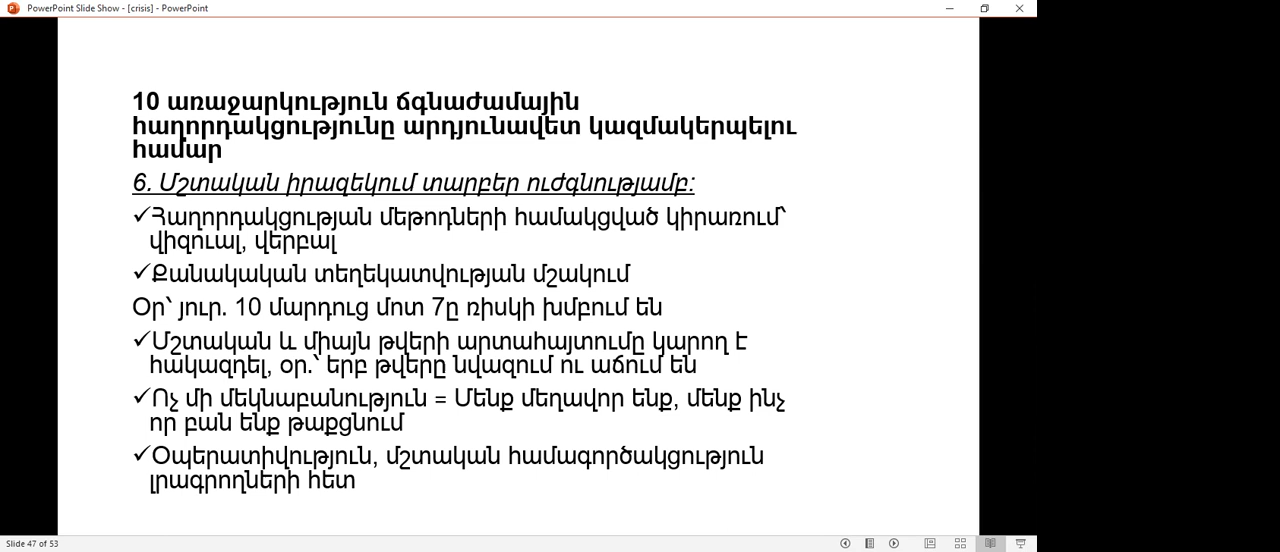 PowerPoint Slide Show - [crisis] - PowerPoint
10 առաջարկություն ճգնաժամային
հաղորդակցությունը արդյունավետ կազմակերպելու
համար
6. Մշտական իրազեկում տարբեր ուժգնությամբ:
✓Հաղորդակցության մեթոդների համակցված կիրառում՝
վիզուալ, վերբալ
✓Քանակական տեղեկատվության մշակում
Օր՝ յուր. 10 մարդուց մոտ 7ը ռիսկի խմբում են
✓Մշտական և միայն թվերի արտահայտումը կարող է
հակազդել, օր.՝ երբ թվերը նվազում ու աճում են
✓Ոչ մի մեկնաբանություն = Մենք մեղավոր ենք, մենք ինչ
որ բան ենք թաքցնում
✓Օպերատիվություն, մշտական համագործակցություն
լրագրողների հետ
Slide 47 of 53